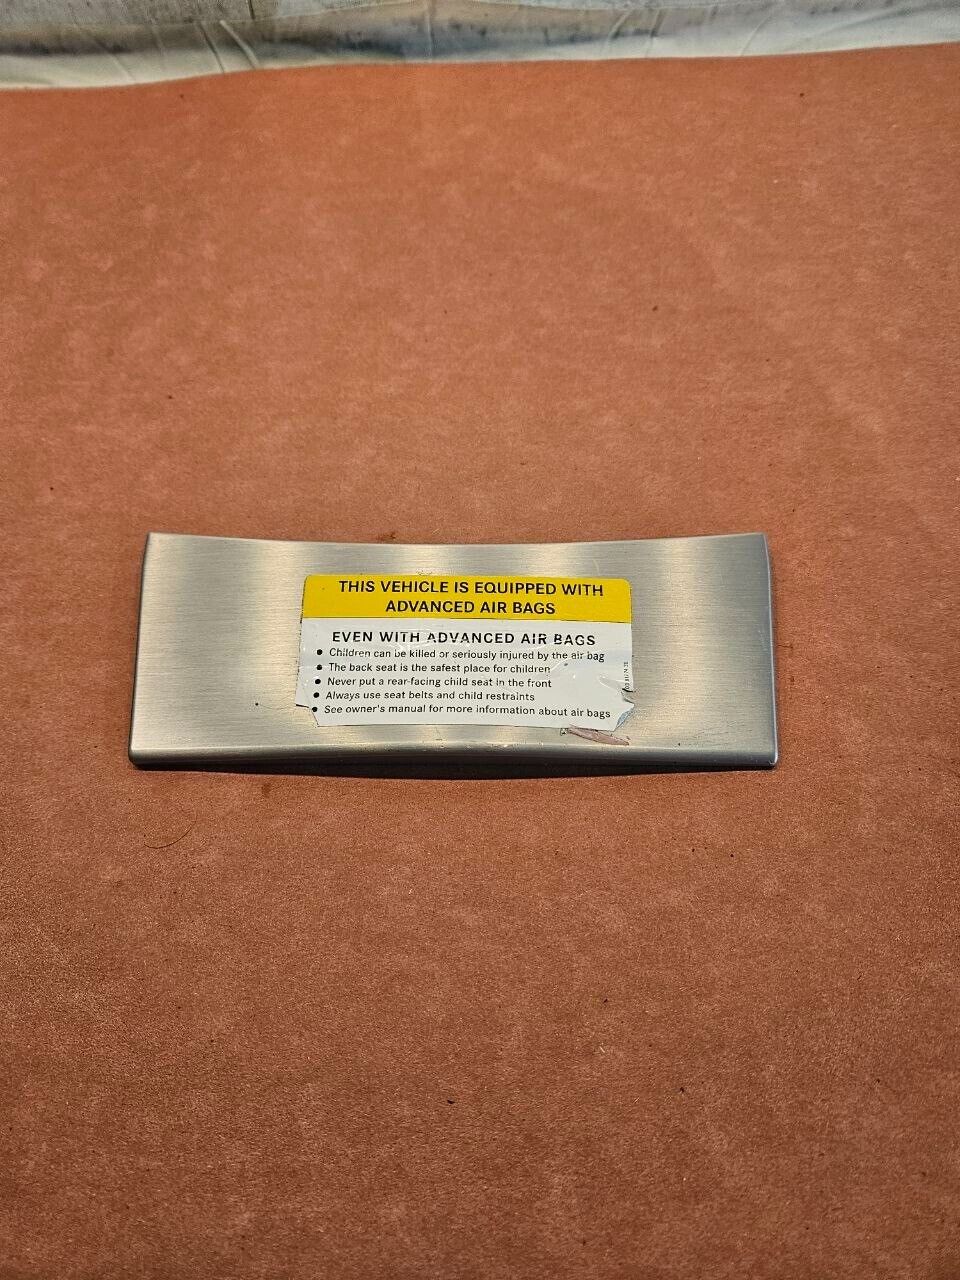 THIS VEHICLE IS EQUIPPED WITH
ADVANCED AIR BAGS
EVEN WITH ADVANCED AIR BAGS
• Children can be killed or seriously injured by the air bag
• The back seat is the safest place for children
• Never put a rear-facing child seat in the front
• Always use seat belts and child restraints
• See owner's manual for more information about air bags